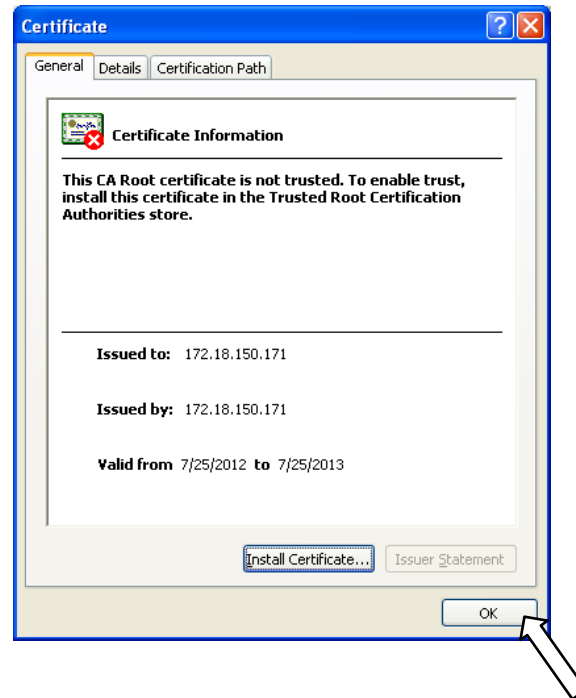 Certificate
General Details Certification Path
Certificate Information
This CA Root certificate is not trusted. To enable trust,
install this certificate in the Trusted Root Certification
Authorities store.
Issued to: 172.18.150.171
Issued by: 172.18.150.171
Valid from 7/25/2012 to 7/25/2013
Install Certificate... Issuer Statement
OK